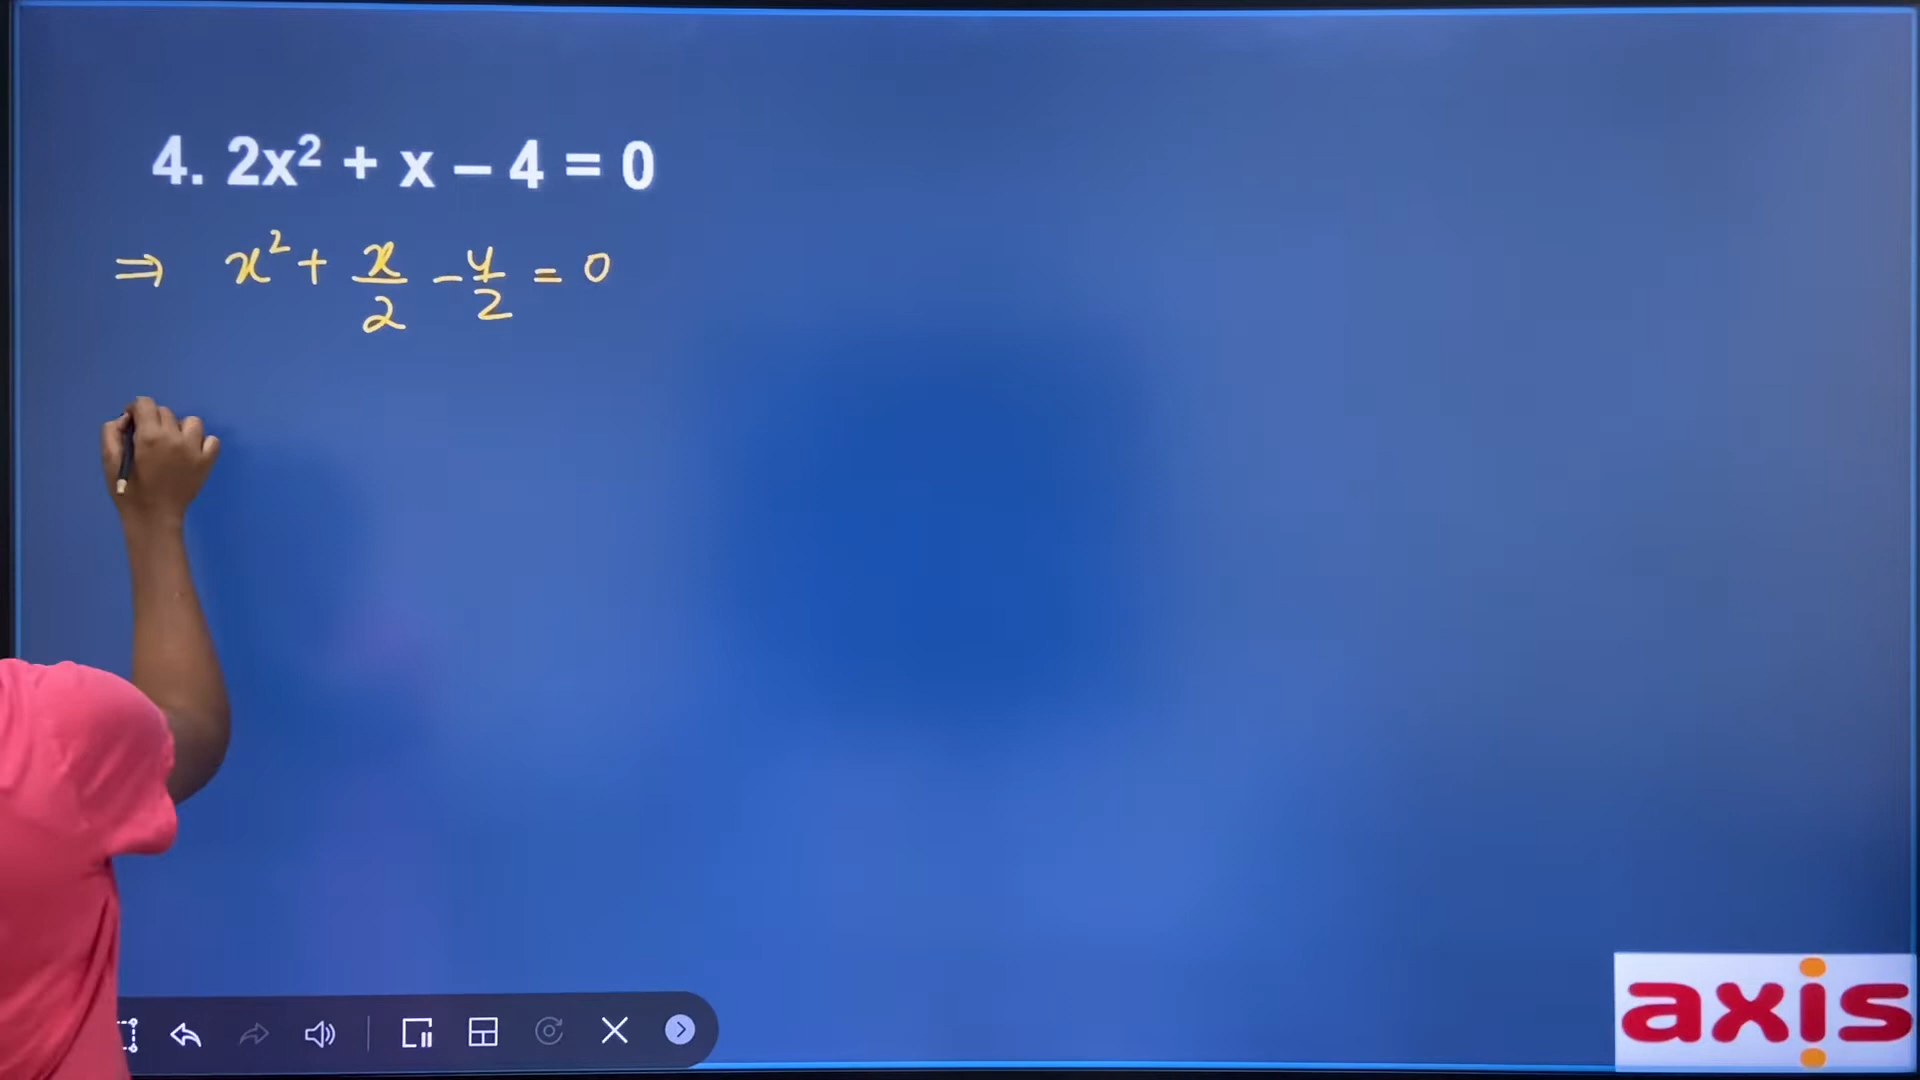 4. 2x² + x – 4 = 0
⇒ x² + x/2 - 4/2 = 0
axis